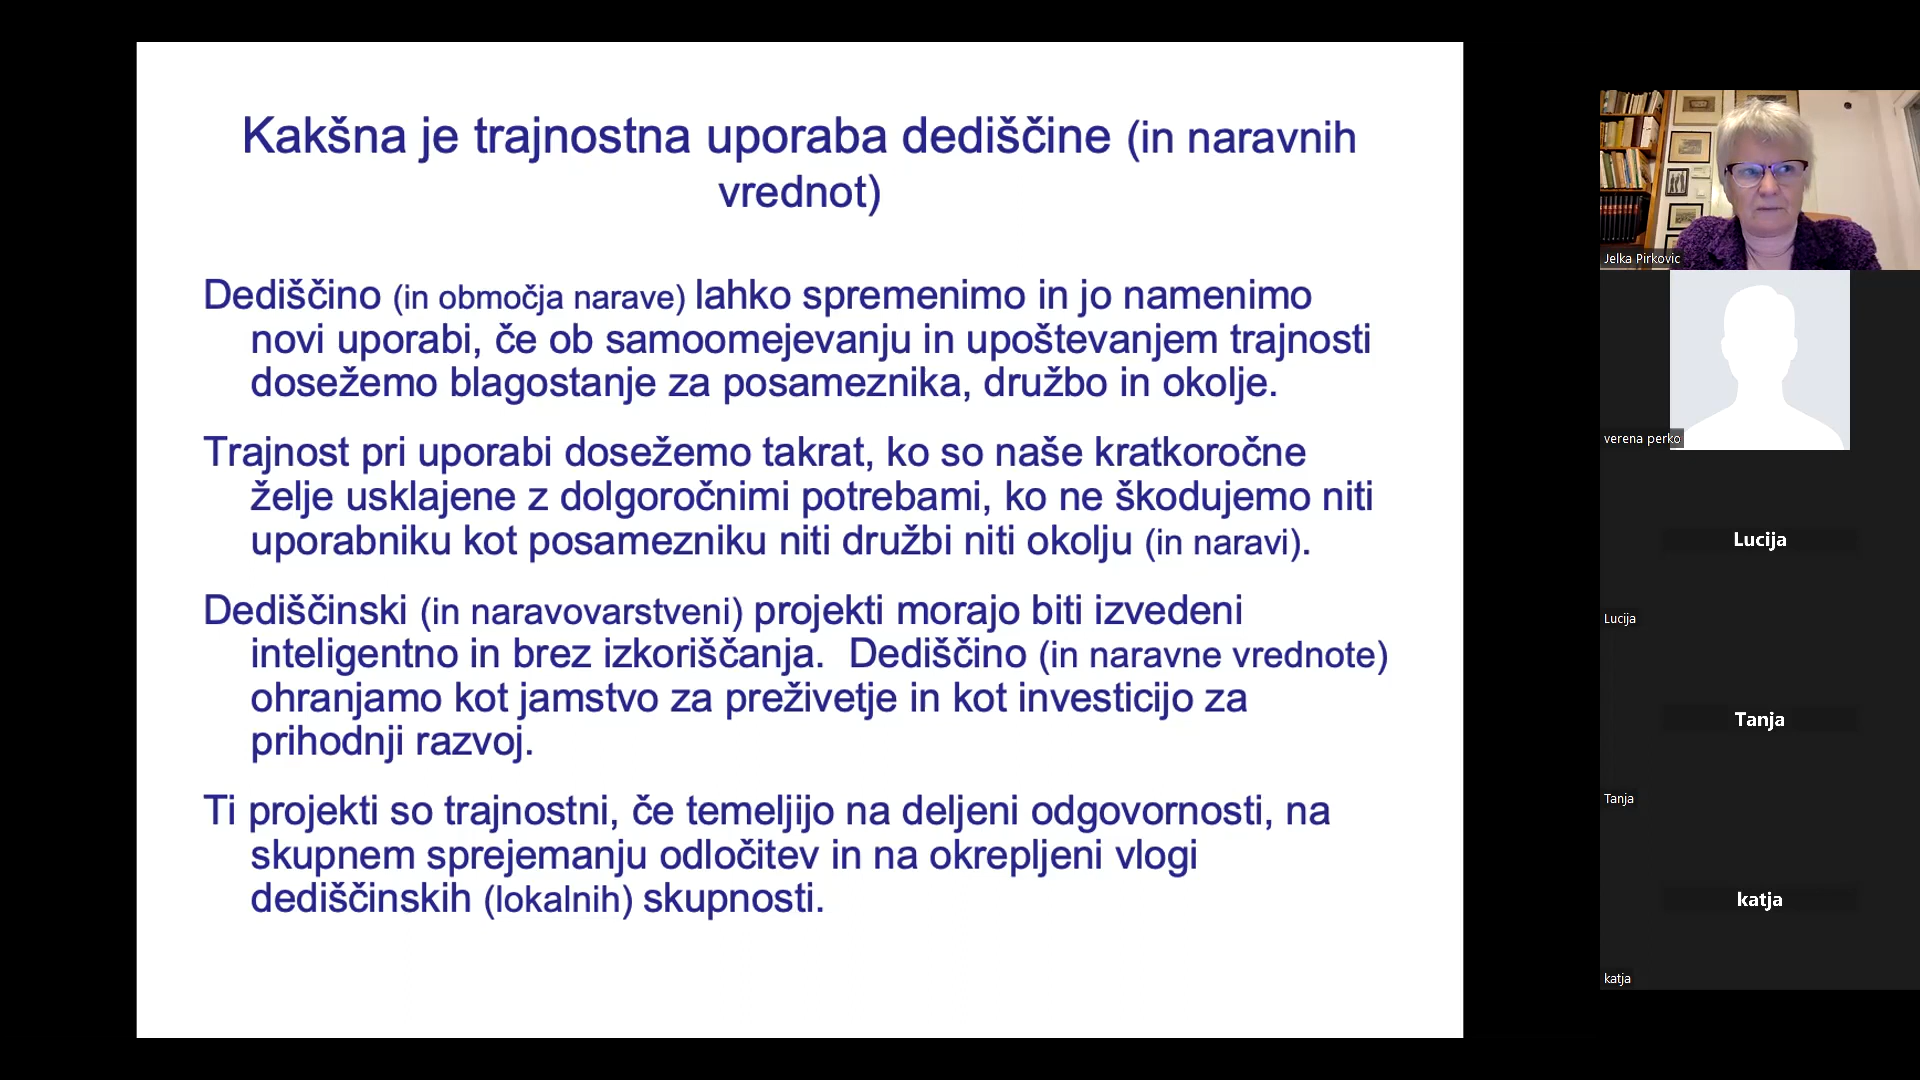 Kakšna je trajnostna uporaba dediščine (in naravnih
vrednot)
Dediščino (in območja narave) lahko spremenimo in jo namenimo
novi uporabi, če ob samoomejevanju in upoštevanjem trajnosti
dosežemo blagostanje za posameznika, družbo in okolje.
Trajnost pri uporabi dosežemo takrat, ko so naše kratkoročne
želje usklajene z dolgoročnimi potrebami, ko ne škodujemo niti
uporabniku kot posamezniku niti družbi niti okolju (in naravi).
Dediščinski (in naravovarstveni) projekti morajo biti izvedeni
inteligentno in brez izkoriščanja.  Dediščino (in naravne vrednote)
ohranjamo kot jamstvo za preživetje in kot investicijo za
prihodnji razvoj.
Ti projekti so trajnostni, če temeljijo na deljeni odgovornosti, na
skupnem sprejemanju odločitev in na okrepljeni vlogi
dediščinskih (lokalnih) skupnosti.
Jelka Pirkovic
verena perko
Lucija
Lucija
Tanja
Tanja
katja
katja